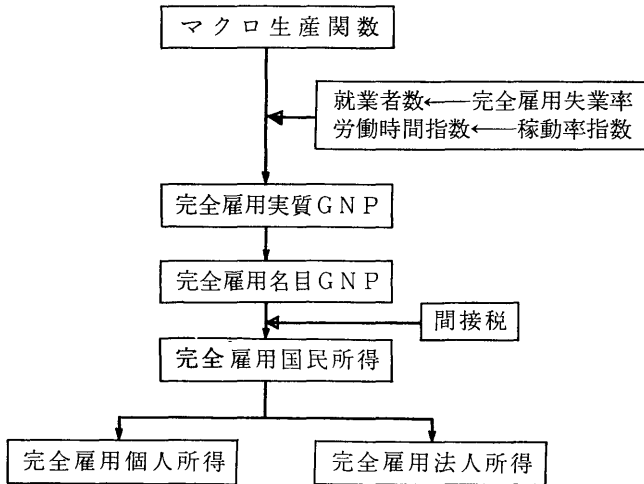 マクロ生産関数
就業者数←完全雇用失業率
労働時間指数←稼動率指数
完全雇用実質GNP
完全雇用名目GNP
間接税
完全雇用国民所得
完全雇用個人所得
完全雇用法人所得